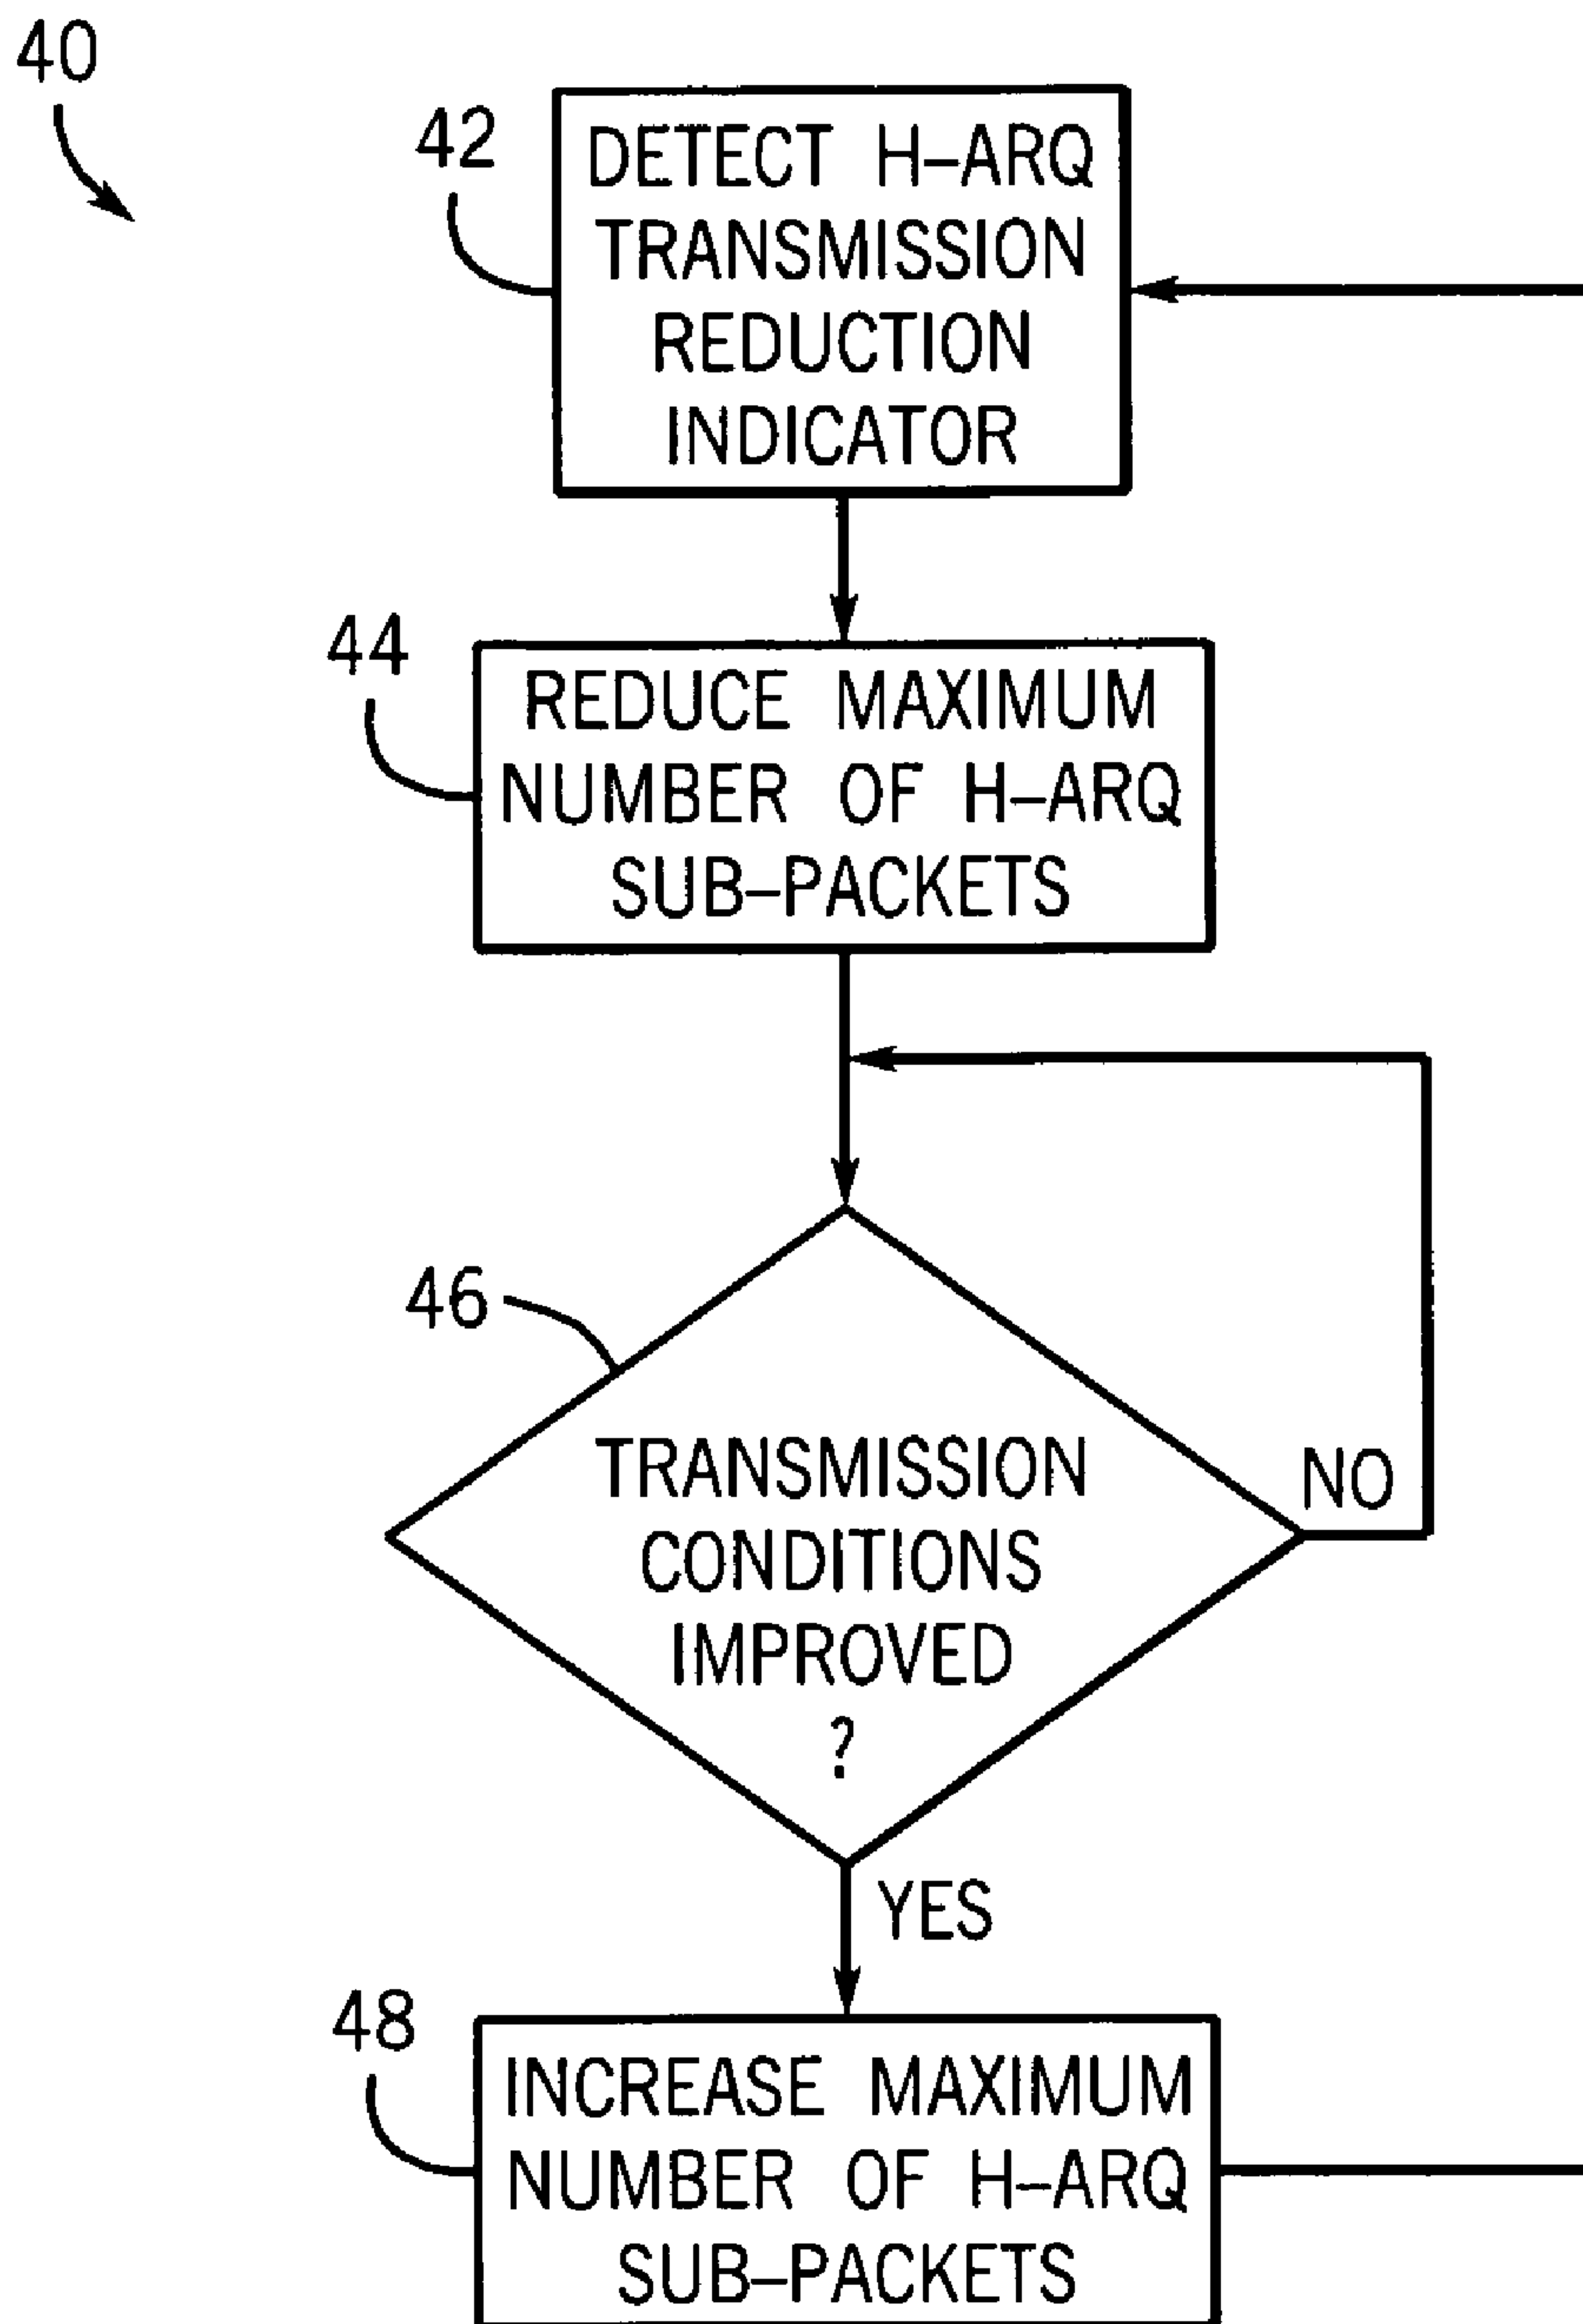 40
42
DETECT H–ARQ
TRANSMISSION
REDUCTION
INDICATOR
44
REDUCE MAXIMUM
NUMBER OF H–ARQ
SUB–PACKETS
46
TRANSMISSION
CONDITIONS
IMPROVED
?
NO
YES
48
INCREASE MAXIMUM
NUMBER OF H–ARQ
SUB–PACKETS